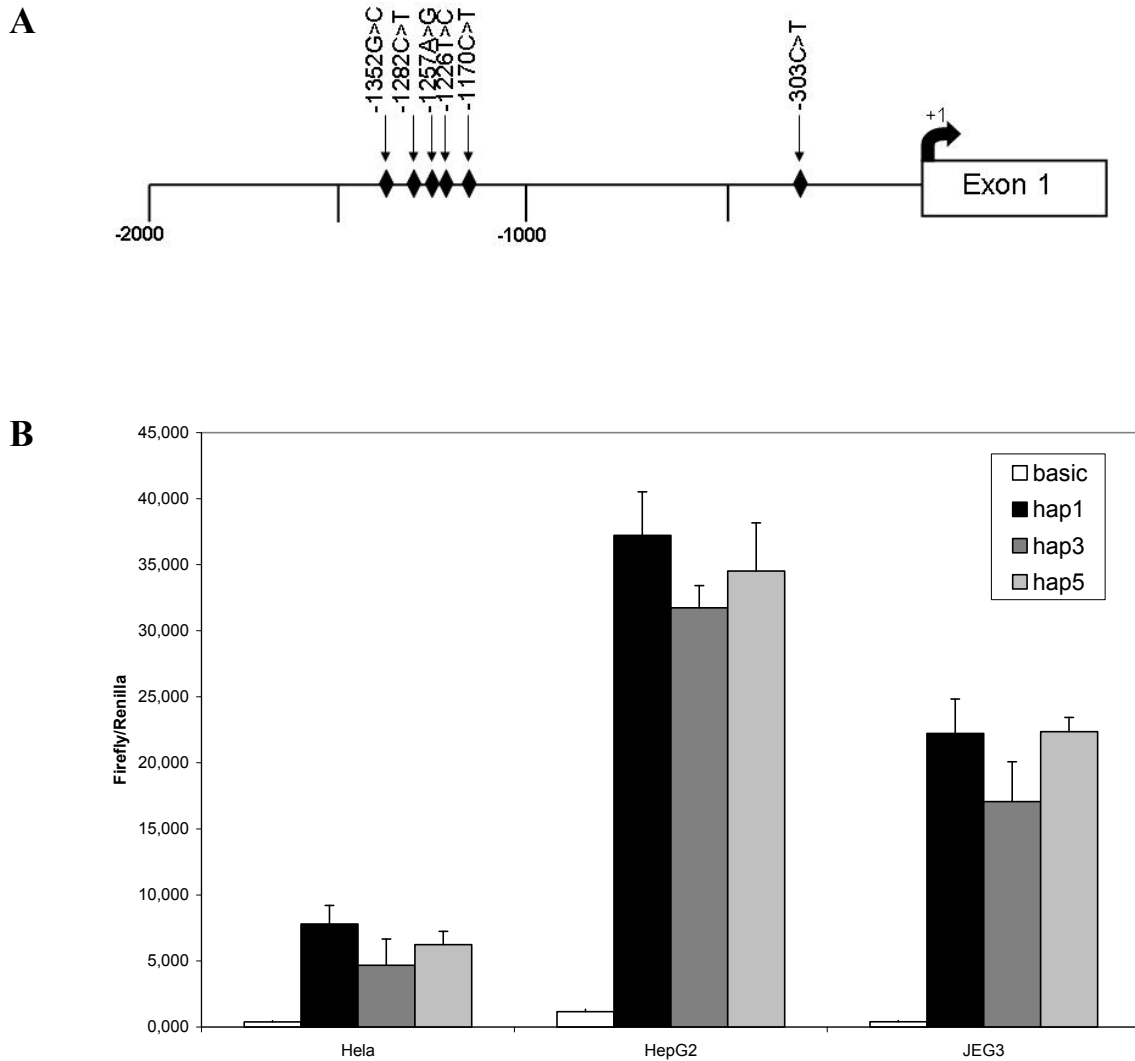 A
-1352G>C
-1282C>T
-1257A>G
-1226T>C
-1170C>T
-303C>T
+1
Exon 1
-2000
-1000
B
45,000
40,000
35,000
30,000
25,000
20,000
15,000
10,000
5,000
0,000
Firefly/Renilla
basic
hap1
hap3
hap5
Hela
HepG2
JEG3